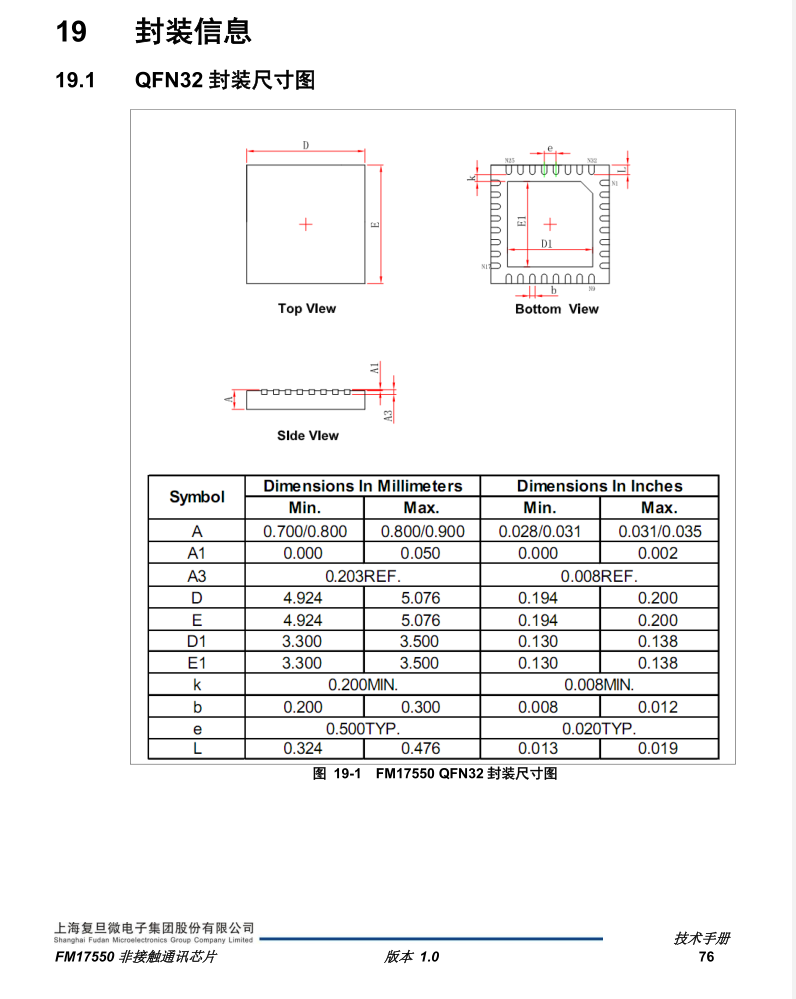 19 封装信息
19.1 QFN32 封装尺寸图
D
e
N25
N32
L
k
N1
E
E1
D1
N17
b
N9
Top VIew
Bottom View
A1
A
A3
SIde VIew
Symbol Dimensions In Millimeters Dimensions In Inches
Min. Max. Min. Max.
A 0.700/0.800 0.800/0.900 0.028/0.031 0.031/0.035
A1 0.000 0.050 0.000 0.002
A3 0.203REF. 0.008REF.
D 4.924 5.076 0.194 0.200
E 4.924 5.076 0.194 0.200
D1 3.300 3.500 0.130 0.138
E1 3.300 3.500 0.130 0.138
k 0.200MIN. 0.008MIN.
b 0.200 0.300 0.008 0.012
e 0.500TYP. 0.020TYP.
L 0.324 0.476 0.013 0.019
图 19-1 FM17550 QFN32 封装尺寸图
上海复旦微电子集团股份有限公司
Shanghai Fudan Microelectronics Group Company Limited
技术手册
FM17550 非接触通讯芯片 版本 1.0 76